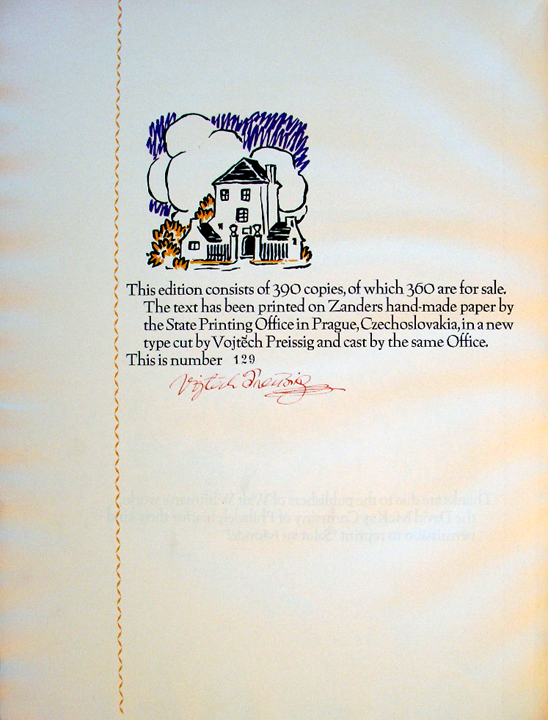 This edition consists of 390 copies, of which 360 are for sale.
The text has been printed on Zanders hand-made paper by
the State Printing Office in Prague, Czechoslovakia, in a new
type cut by Vojtěch Preissig and cast by the same Office.
This is number 129
Vojtěch Preissig